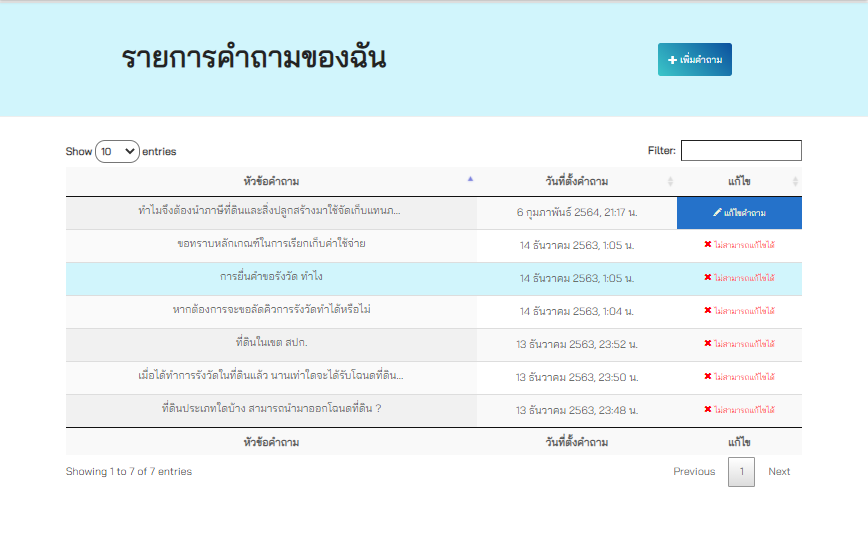 รายการคำถามของฉัน
เพิ่มคำถาม
Show 10 entries
Filter:
หัวข้อคำถาม วันที่ตั้งคำถาม แก้ไข
ทำไมจึงต้องนำภาษีที่ดินและสิ่งปลูกสร้างมาใช้จัดเก็บแทนภ... 6 กุมภาพันธ์ 2564, 21:17 น. แก้ไขคำถาม
ขอทราบหลักเกณฑ์ในการเรียกเก็บค่าใช้จ่าย 14 ธันวาคม 2563, 1:05 น. ไม่สามารถแก้ไขได้
การยื่นคำขอรังวัด ทำไง 14 ธันวาคม 2563, 1:05 น. ไม่สามารถแก้ไขได้
หากต้องการจะขอลัดคิวการรังวัดทำได้หรือไม่ 14 ธันวาคม 2563, 1:04 น. ไม่สามารถแก้ไขได้
ที่ดินในเขต สปก. 13 ธันวาคม 2563, 23:52 น. ไม่สามารถแก้ไขได้
เมื่อได้ทำการรังวัดในที่ดินแล้ว นานเท่าใดจะได้รับโฉนดที่ดิน... 13 ธันวาคม 2563, 23:50 น. ไม่สามารถแก้ไขได้
ที่ดินประเภทใดบ้าง สามารถนำมาออกโฉนดที่ดิน ? 13 ธันวาคม 2563, 23:48 น. ไม่สามารถแก้ไขได้
หัวข้อคำถาม วันที่ตั้งคำถาม แก้ไข
Showing 1 to 7 of 7 entries
Previous 1 Next